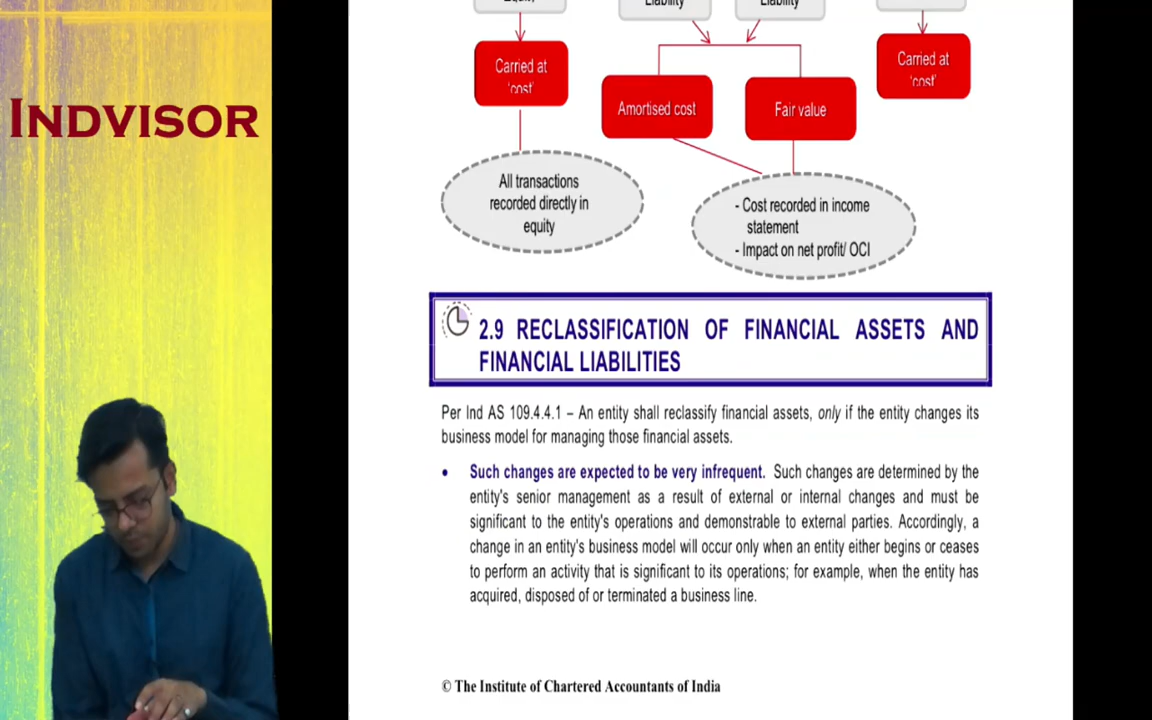 INDVISOR
Liability
Liability
Carried at
'cost'
Carried at
'cost'
Amortised cost
Fair value
All transactions
recorded directly in
equity
- Cost recorded in income
statement
- Impact on net profit/ OCI
2.9 RECLASSIFICATION OF FINANCIAL ASSETS AND
FINANCIAL LIABILITIES
Per Ind AS 109.4.4.1 – An entity shall reclassify financial assets, only if the entity changes its
business model for managing those financial assets.
• Such changes are expected to be very infrequent. Such changes are determined by the
entity's senior management as a result of external or internal changes and must be
significant to the entity's operations and demonstrable to external parties. Accordingly, a
change in an entity's business model will occur only when an entity either begins or ceases
to perform an activity that is significant to its operations; for example, when the entity has
acquired, disposed of or terminated a business line.
© The Institute of Chartered Accountants of India